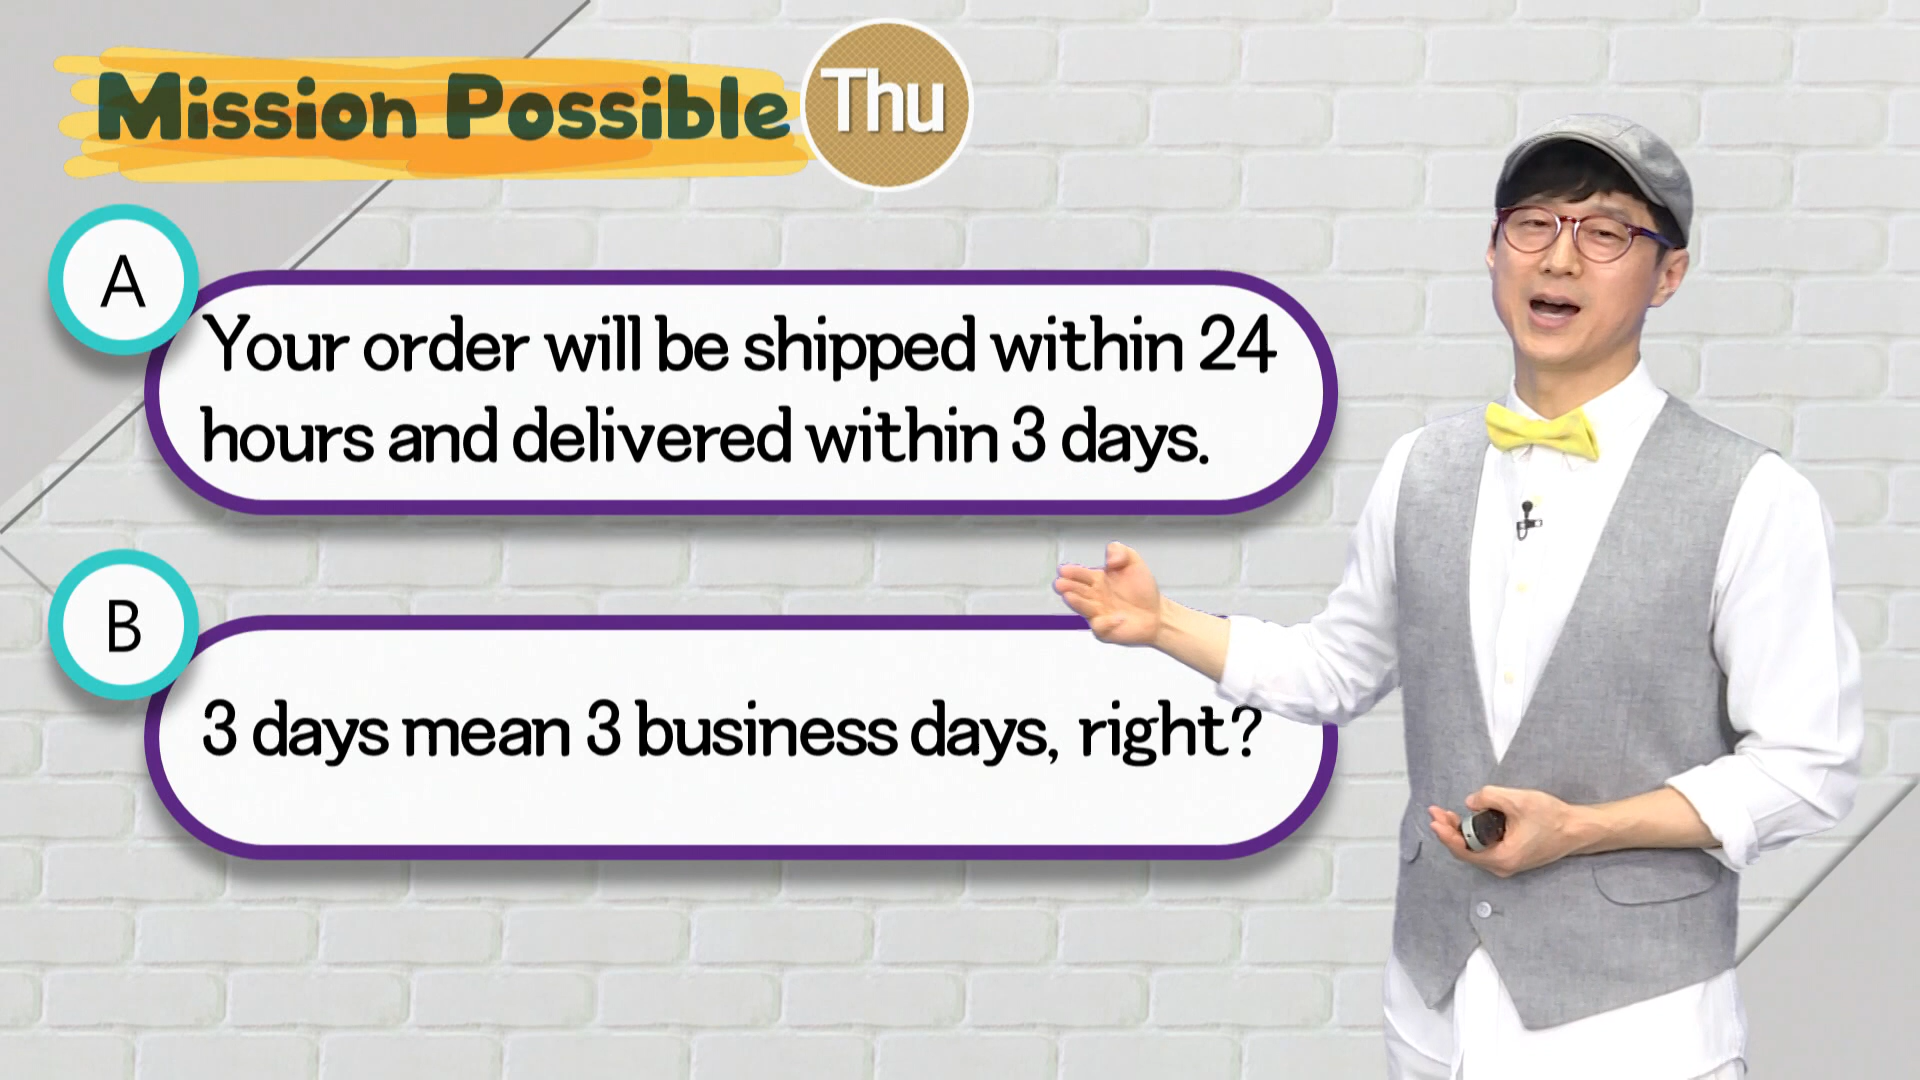 Mission Possible Thu
A
Your order will be shipped within 24
hours and delivered within 3 days.
B
3 days mean 3 business days, right?